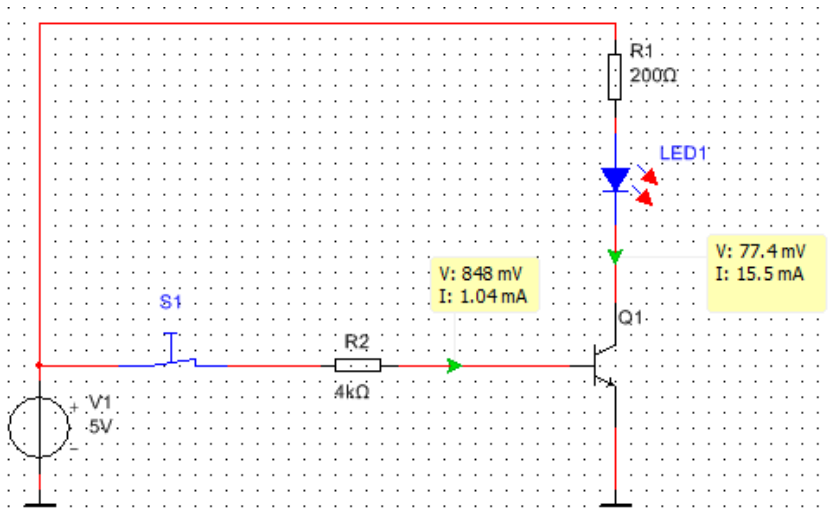 R1
200Ω
LED1
V: 77.4 mV
I: 15.5 mA
V: 848 mV
I: 1.04 mA
S1
Q1
R2
4kΩ
+
V1
5V
-